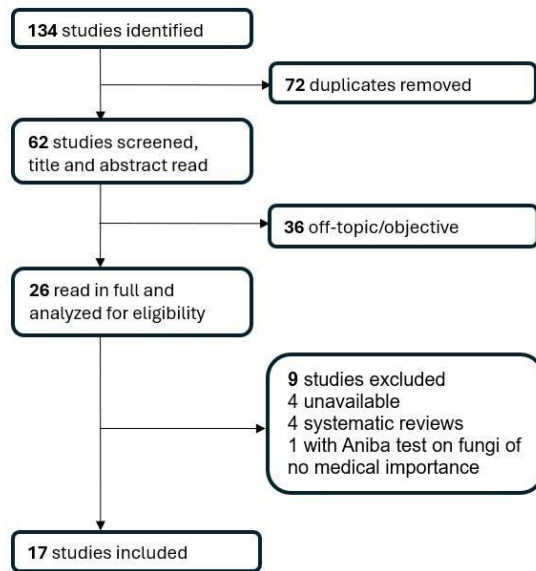 134 studies identified
72 duplicates removed
62 studies screened,
title and abstract read
36 off-topic/objective
26 read in full and
analyzed for eligibility
9 studies excluded
4 unavailable
4 systematic reviews
1 with Aniba test on fungi of
no medical importance
17 studies included